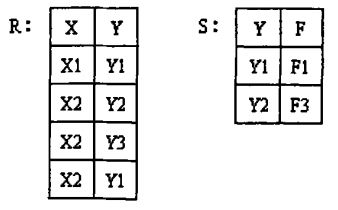 R: X Y S: Y F
X1 Y1 Y1 F1
X2 Y2 Y2 F3
X2 Y3
X2 Y1